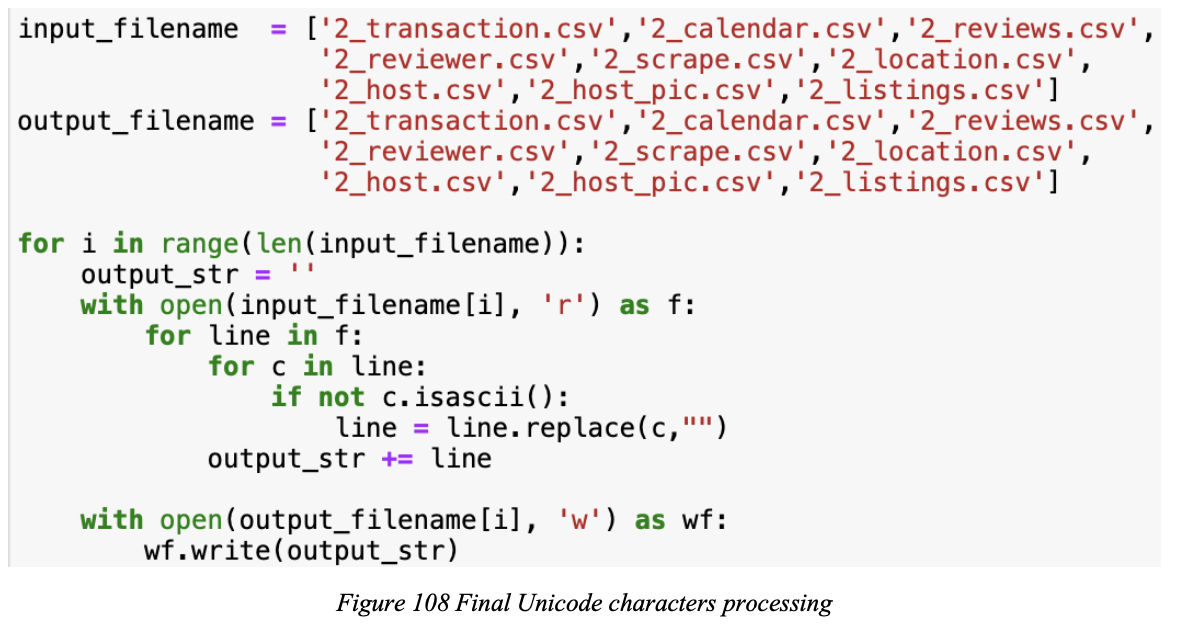 input_filename  = ['2_transaction.csv','2_calendar.csv','2_reviews.csv',
                   '2_reviewer.csv','2_scrape.csv','2_location.csv',
                   '2_host.csv','2_host_pic.csv','2_listings.csv']
output_filename = ['2_transaction.csv','2_calendar.csv','2_reviews.csv',
                   '2_reviewer.csv','2_scrape.csv','2_location.csv',
                   '2_host.csv','2_host_pic.csv','2_listings.csv']

for i in range(len(input_filename)):
    output_str = ''
    with open(input_filename[i], 'r') as f:
        for line in f:
            for c in line:
                if not c.isascii():
                    line = line.replace(c,"")
            output_str += line

    with open(output_filename[i], 'w') as wf:
        wf.write(output_str)
Figure 108 Final Unicode characters processing